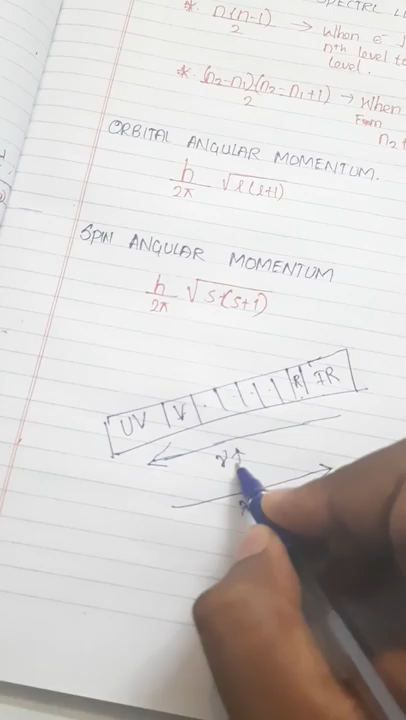 SPECTRL LI
* n(n-1)/2 → When e⁻
nth level to
level.
* (n₂-n₁)(n₂-n₁+1)/2 → When
From
n₂
ORBITAL ANGULAR MOMENTUM.
h/2π √l(l+1)
SPIN ANGULAR MOMENTUM
h/2π √s(s+1)
UV V R IR
ν↑